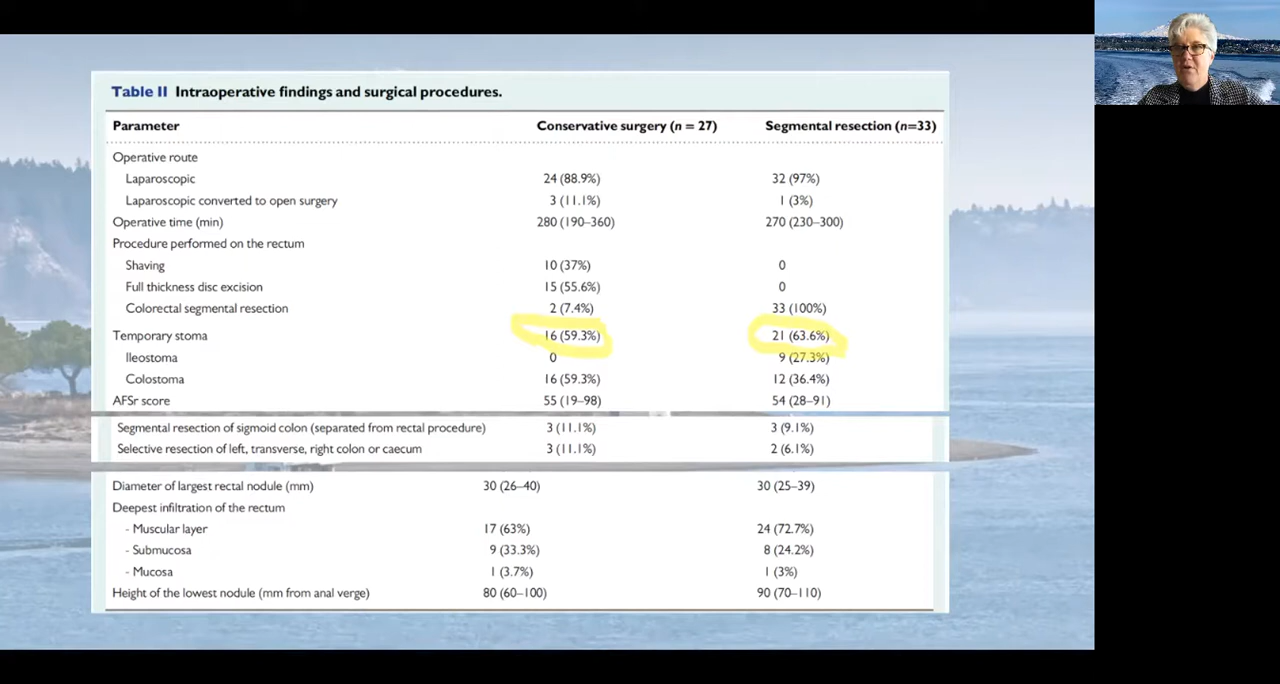 Table II Intraoperative findings and surgical procedures.
Parameter Conservative surgery (n = 27) Segmental resection (n=33)
Operative route
Laparoscopic 24 (88.9%) 32 (97%)
Laparoscopic converted to open surgery 3 (11.1%) 1 (3%)
Operative time (min) 280 (190–360) 270 (230–300)
Procedure performed on the rectum
Shaving 10 (37%) 0
Full thickness disc excision 15 (55.6%) 0
Colorectal segmental resection 2 (7.4%) 33 (100%)
Temporary stoma 16 (59.3%) 21 (63.6%)
Ileostoma 0 9 (27.3%)
Colostoma 16 (59.3%) 12 (36.4%)
AFSr score 55 (19–98) 54 (28–91)
Segmental resection of sigmoid colon (separated from rectal procedure) 3 (11.1%) 3 (9.1%)
Selective resection of left, transverse, right colon or caecum 3 (11.1%) 2 (6.1%)
Diameter of largest rectal nodule (mm) 30 (26–40) 30 (25–39)
Deepest infiltration of the rectum
- Muscular layer 17 (63%) 24 (72.7%)
- Submucosa 9 (33.3%) 8 (24.2%)
- Mucosa 1 (3.7%) 1 (3%)
Height of the lowest nodule (mm from anal verge) 80 (60–100) 90 (70–110)